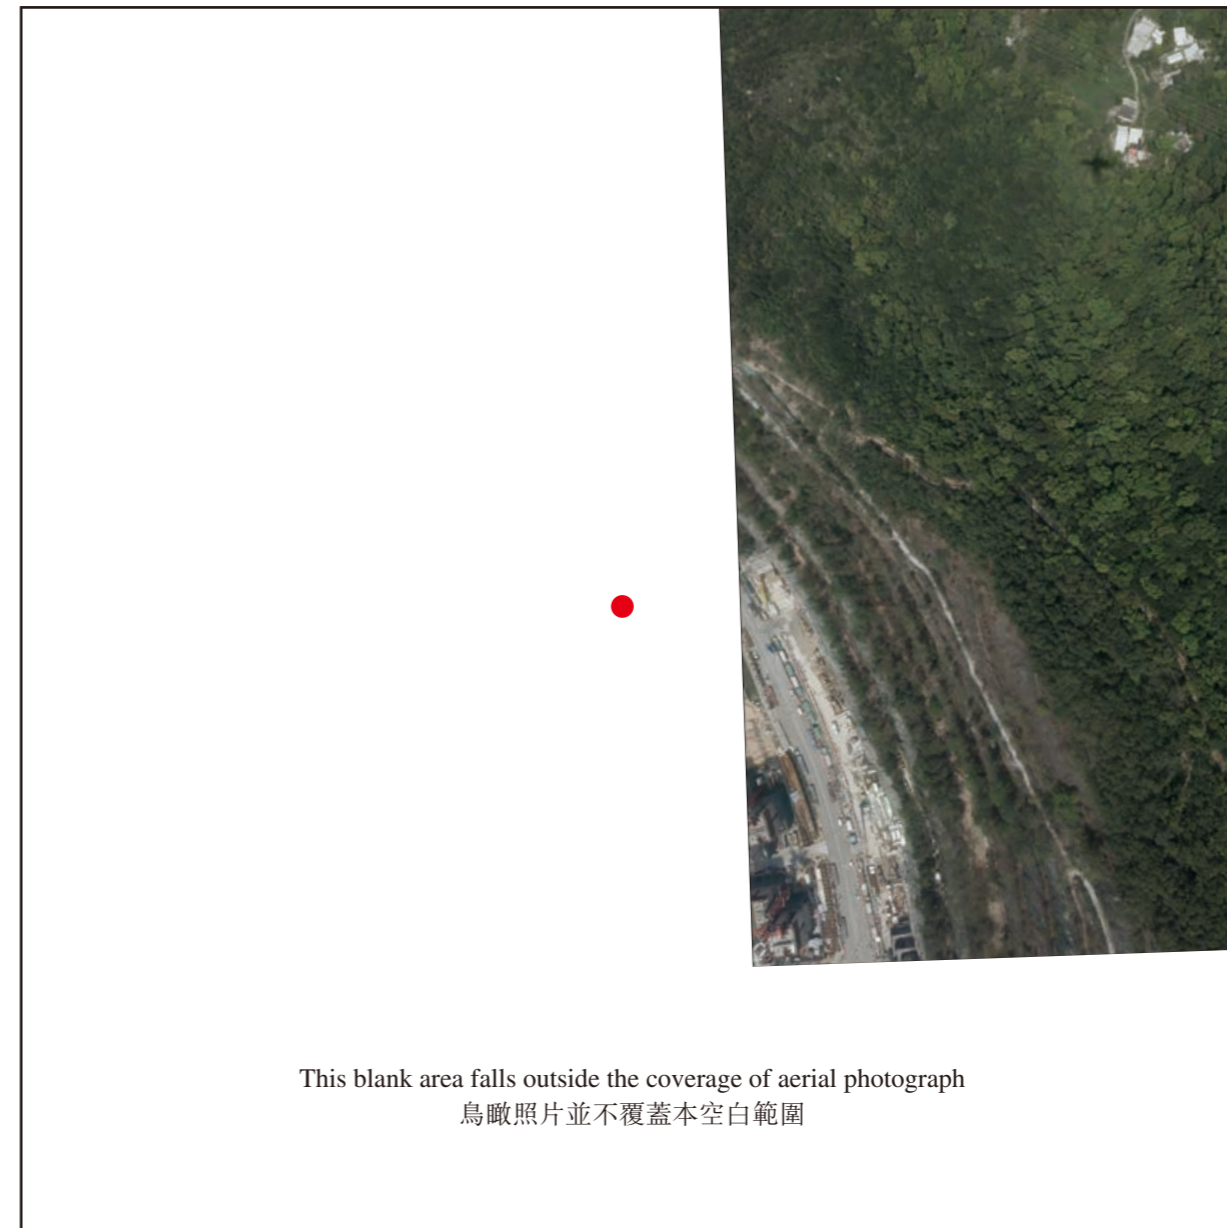 This blank area falls outside the coverage of aerial photograph
鳥瞰照片並不覆蓋本空白範圍